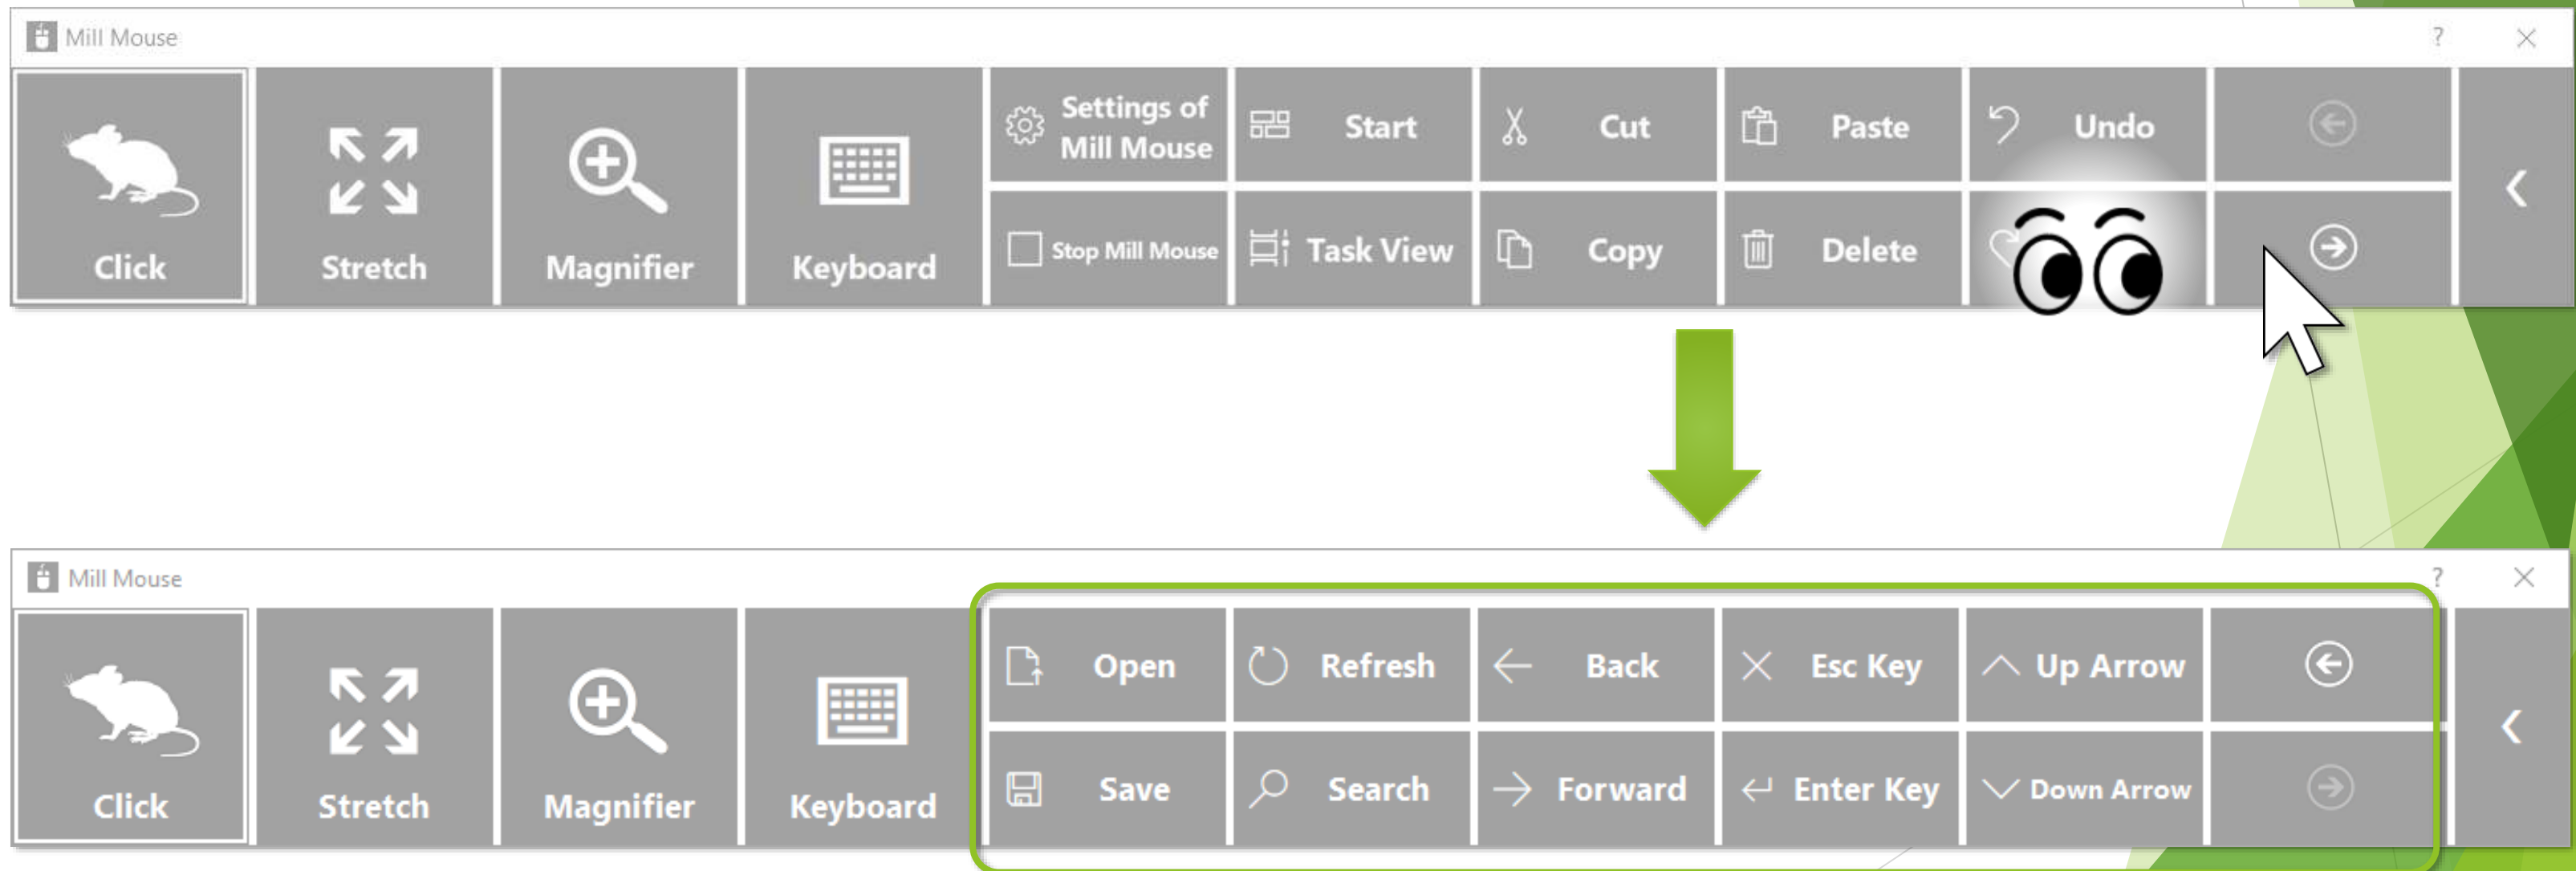 Mill Mouse
?
Settings of
Mill Mouse
Start
Cut
Paste
Undo
Click
Stretch
Magnifier
Keyboard
Stop Mill Mouse
Task View
Copy
Delete
Mill Mouse
?
Open
Refresh
Back
Esc Key
Up Arrow
Click
Stretch
Magnifier
Keyboard
Save
Search
Forward
Enter Key
Down Arrow